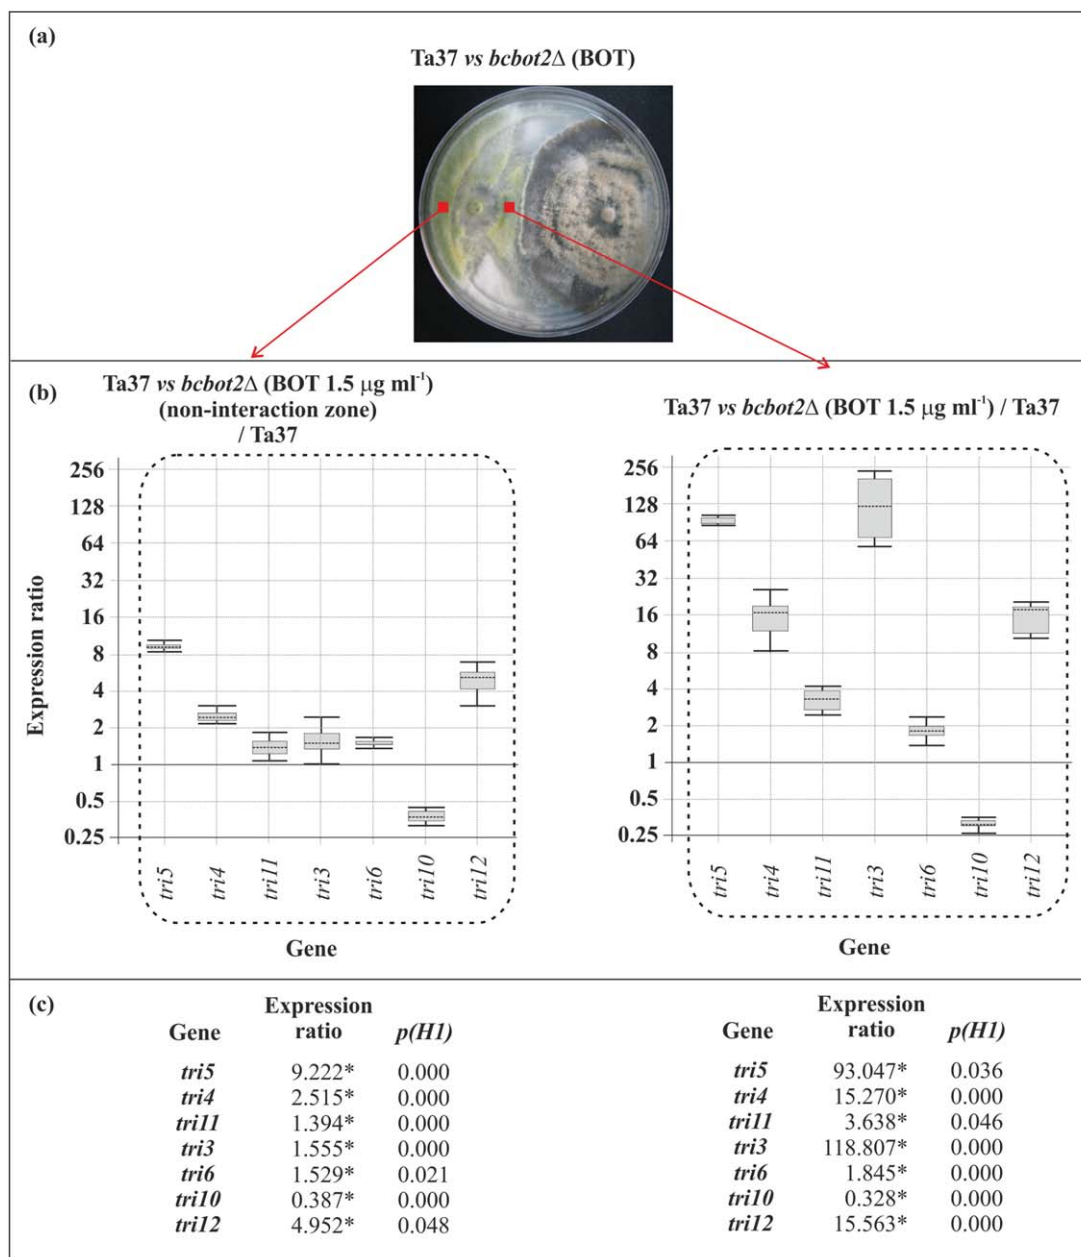 (a)
Ta37 vs bcbot2Δ (BOT)
(b)
Ta37 vs bcbot2Δ (BOT 1.5 μg ml⁻¹)
(non-interaction zone)
/ Ta37
Expression ratio
256
128
64
32
16
8
4
2
1
0.5
0.25
tri5 tri4 tri11 tri3 tri6 tri10 tri12
Gene
Ta37 vs bcbot2Δ (BOT 1.5 μg ml⁻¹) / Ta37
256
128
64
32
16
8
4
2
1
0.5
0.25
tri5 tri4 tri11 tri3 tri6 tri10 tri12
Gene
(c)
Expression
Gene ratio p(H1)
tri5 9.222* 0.000
tri4 2.515* 0.000
tri11 1.394* 0.000
tri3 1.555* 0.000
tri6 1.529* 0.021
tri10 0.387* 0.000
tri12 4.952* 0.048
Expression
Gene ratio p(H1)
tri5 93.047* 0.036
tri4 15.270* 0.000
tri11 3.638* 0.046
tri3 118.807* 0.000
tri6 1.845* 0.000
tri10 0.328* 0.000
tri12 15.563* 0.000